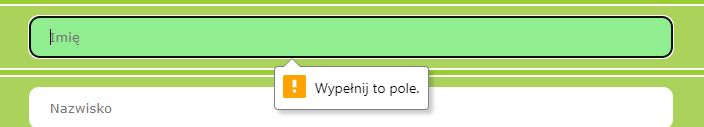 Imię
Wypełnij to pole.
Nazwisko